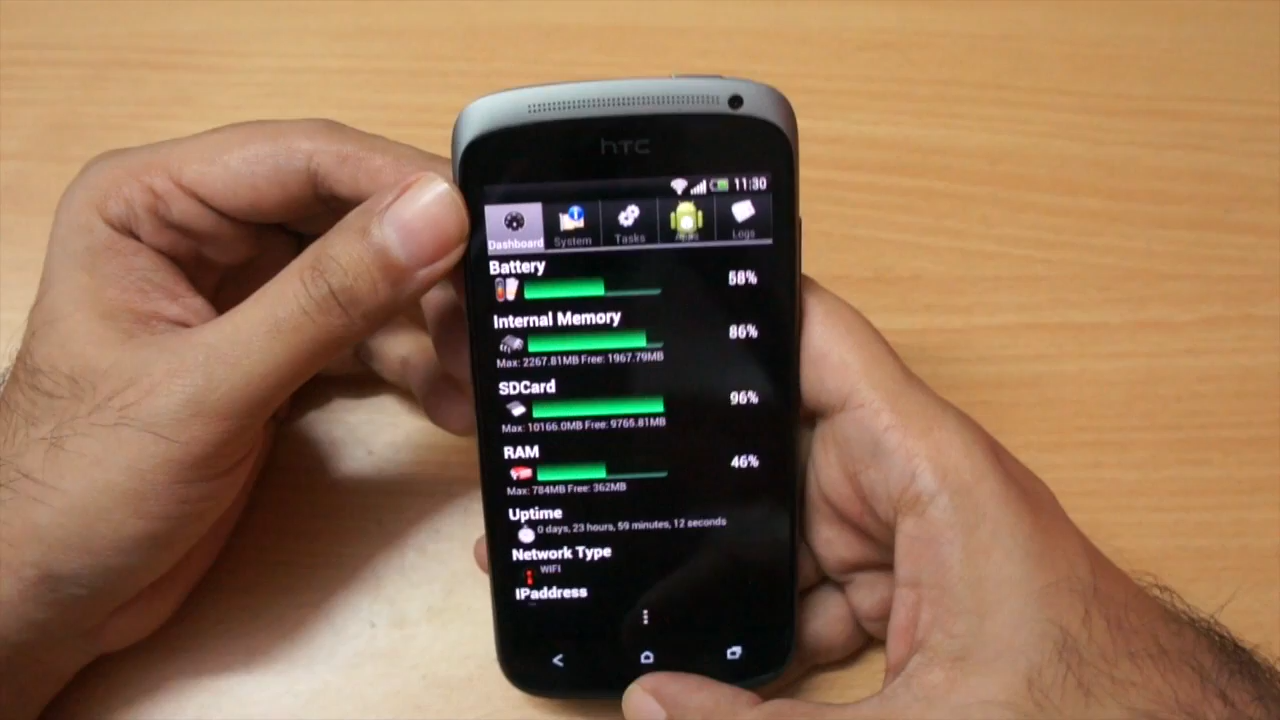 hTC
11:30
Dashboard System Tasks Apps Logs
Battery
58%
Internal Memory
86%
Max: 2267.81MB Free: 1967.79MB
SDCard
96%
Max: 10166.0MB Free: 9765.81MB
RAM
46%
Max: 784MB Free: 362MB
Uptime
0 days, 23 hours, 59 minutes, 12 seconds
Network Type
WIFI
IPaddress